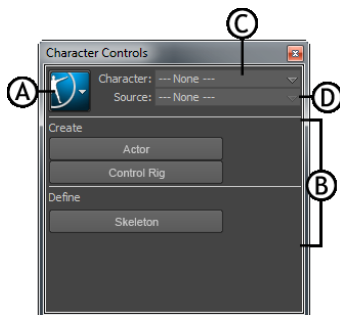 Character Controls
C
A
Character: --- None ---
Source: --- None ---
D
Create
Actor
Control Rig
B
Define
Skeleton